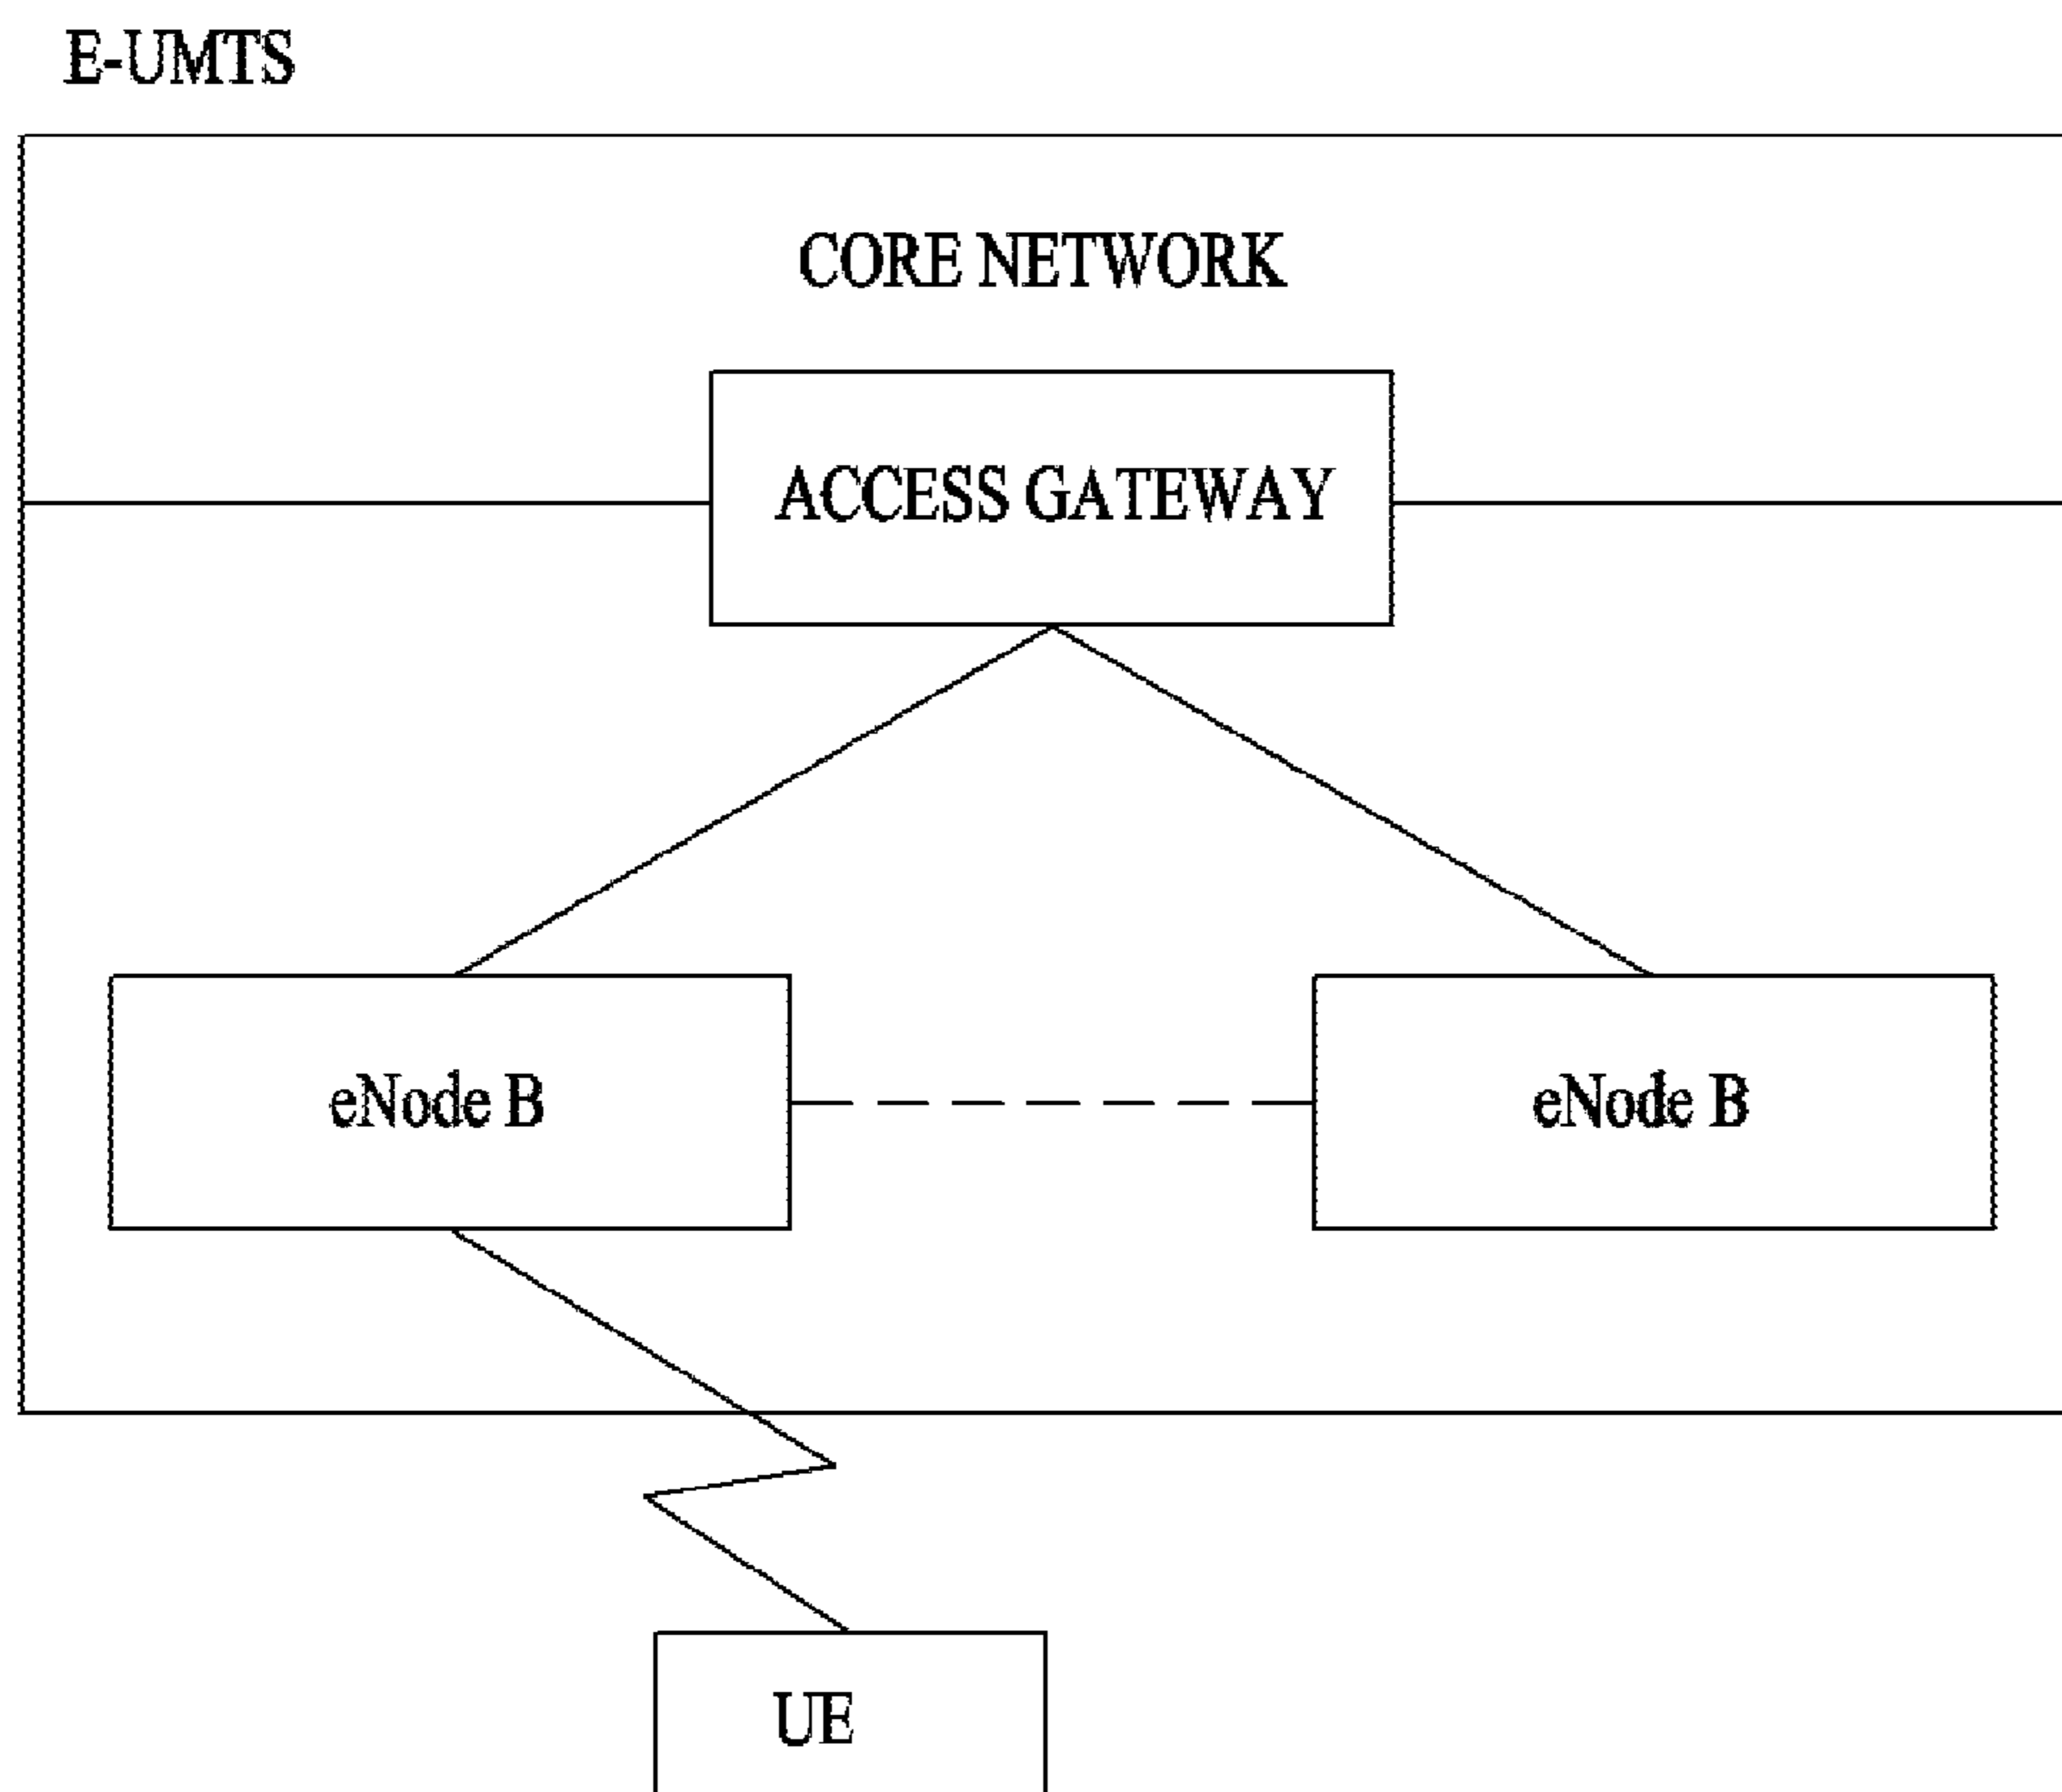 E-UMTS
CORE NETWORK
ACCESS GATEWAY
eNode B
eNode B
UE